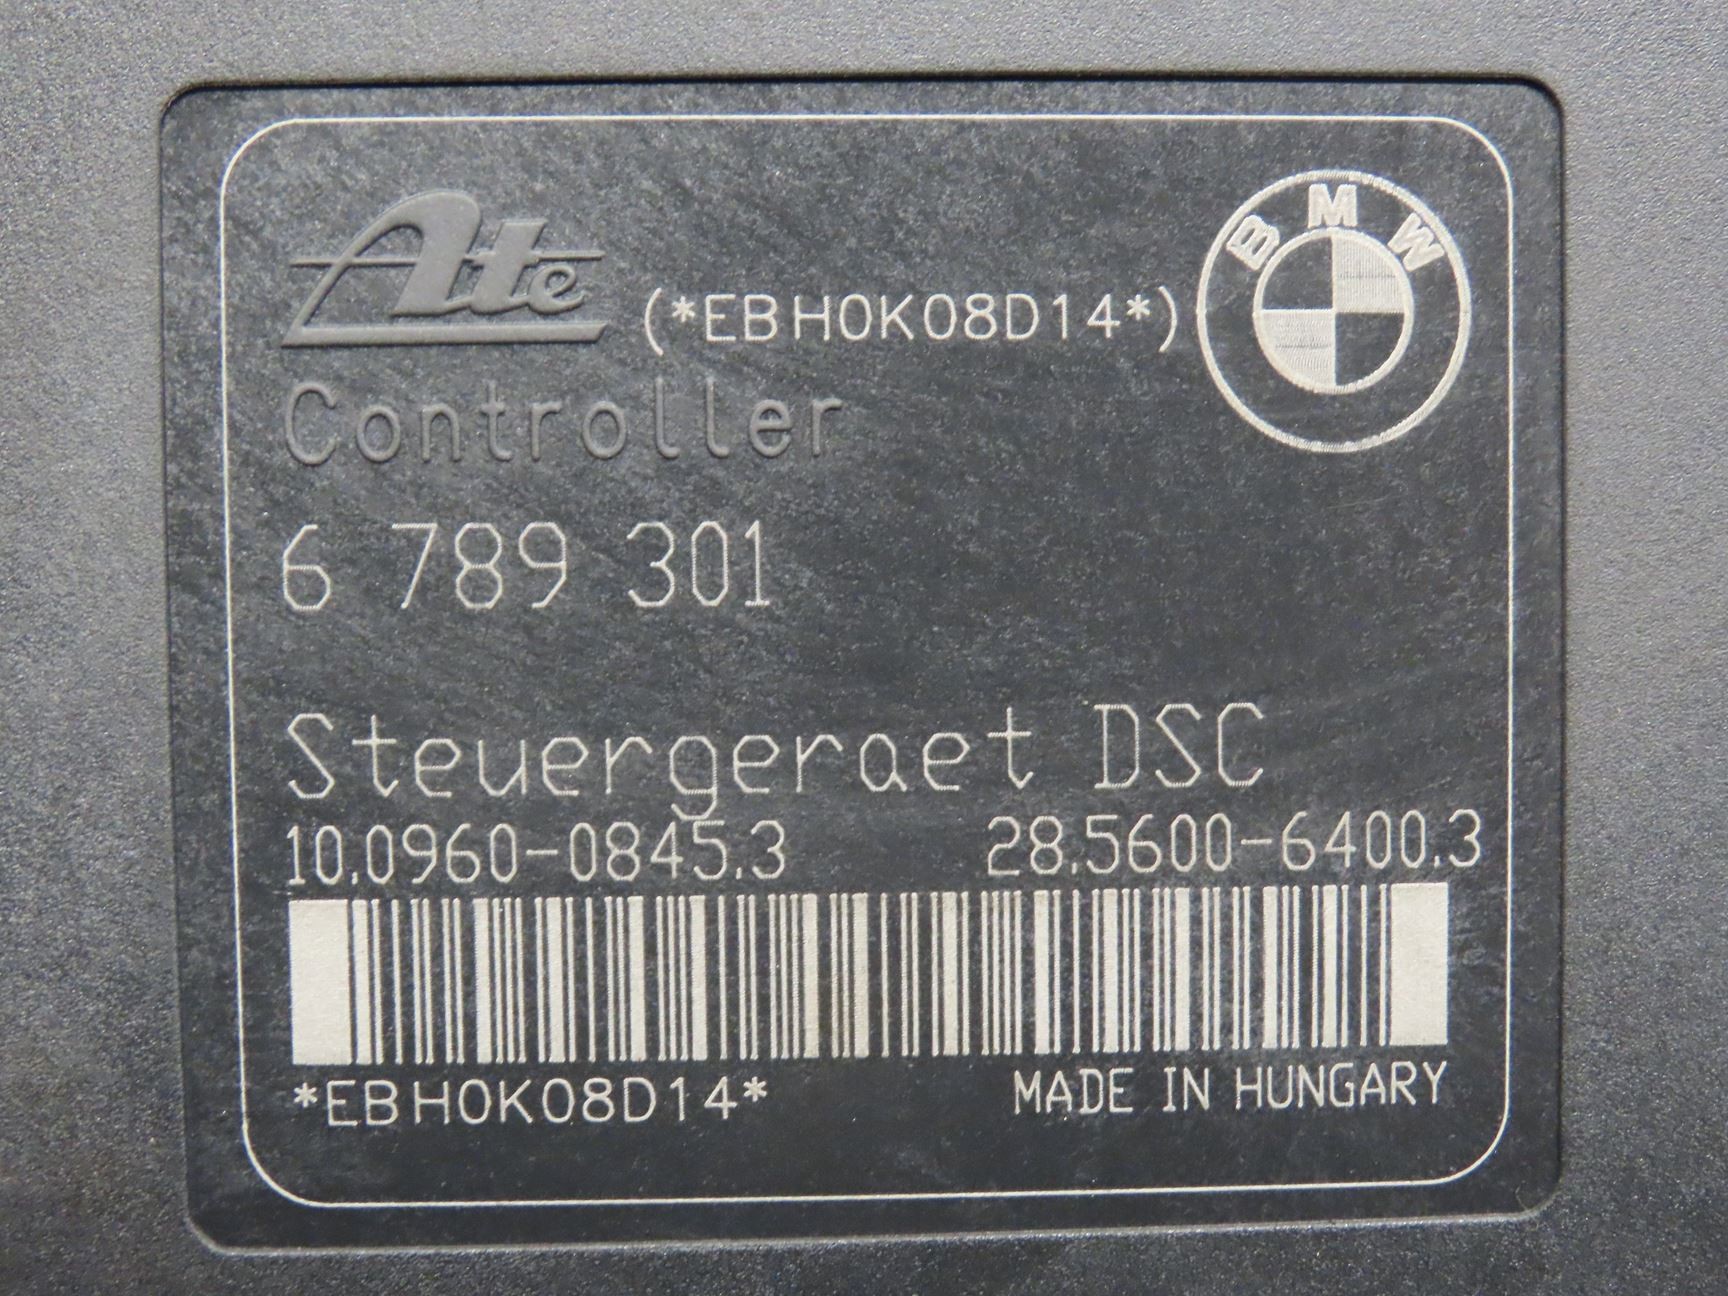 Ate
(*EBH0K08D14*)
BMW
Controller
6 789 301
Steuergeraet DSC
10.0960-0845.3 28.5600-6400.3
*EBH0K08D14* MADE IN HUNGARY